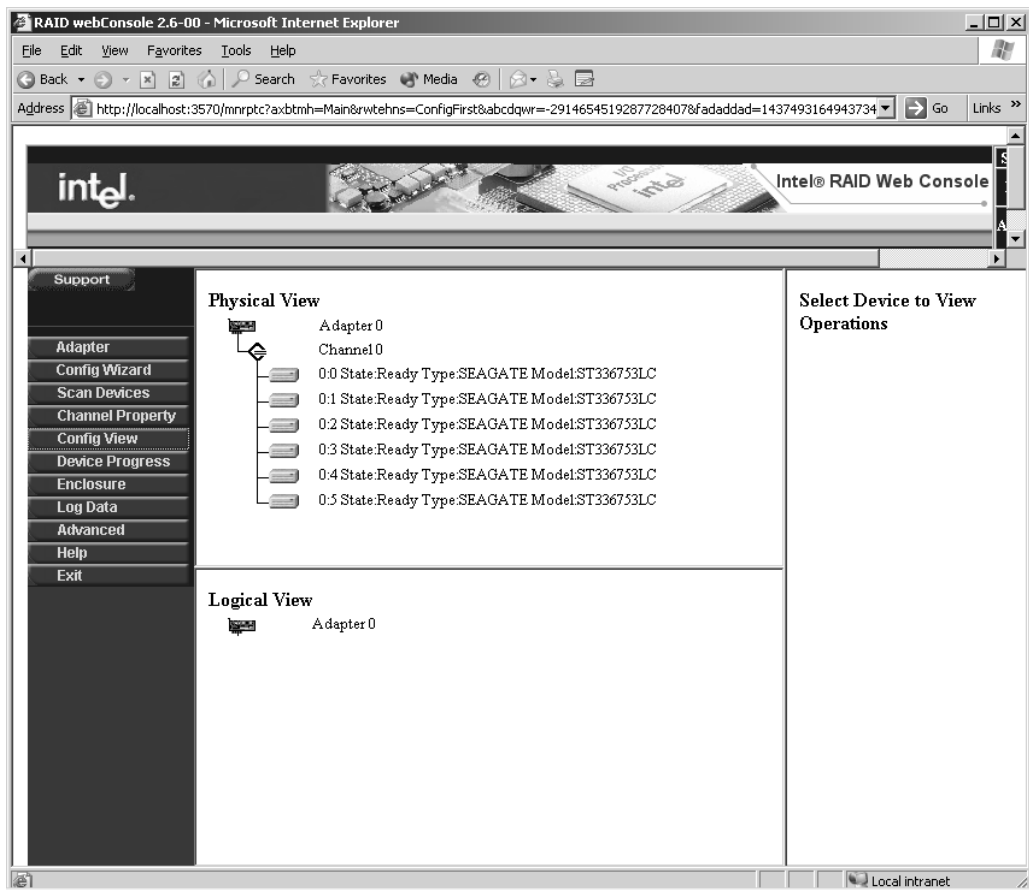 RAID webConsole 2.6-00 - Microsoft Internet Explorer
File Edit View Favorites Tools Help
Back Search Favorites Media
Address http://localhost:3570/mnrptc?axbtmh=Main&rwtehns=ConfigFirst&abcdqwr=-2914654519287728407&fadaddad=1437493164943734 Go Links »
intel.
I/O
Processor
intel
Intel® RAID Web Console
S
A
Support
Adapter
Config Wizard
Scan Devices
Channel Property
Config View
Device Progress
Enclosure
Log Data
Advanced
Help
Exit
Physical View
Adapter 0
Channel 0
0:0 State:Ready Type:SEAGATE Model:ST336753LC
0:1 State:Ready Type:SEAGATE Model:ST336753LC
0:2 State:Ready Type:SEAGATE Model:ST336753LC
0:3 State:Ready Type:SEAGATE Model:ST336753LC
0:4 State:Ready Type:SEAGATE Model:ST336753LC
0:5 State:Ready Type:SEAGATE Model:ST336753LC
Logical View
Adapter 0
Select Device to View
Operations
Local intranet